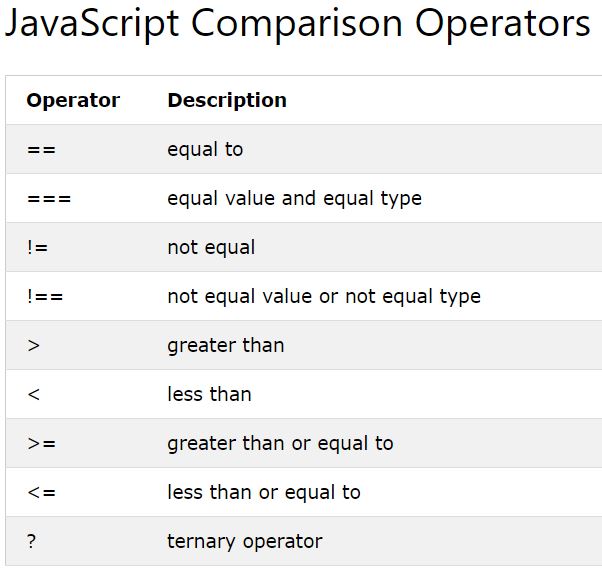 JavaScript Comparison Operators
Operator Description
== equal to
=== equal value and equal type
!= not equal
!== not equal value or not equal type
> greater than
< less than
>= greater than or equal to
<= less than or equal to
? ternary operator